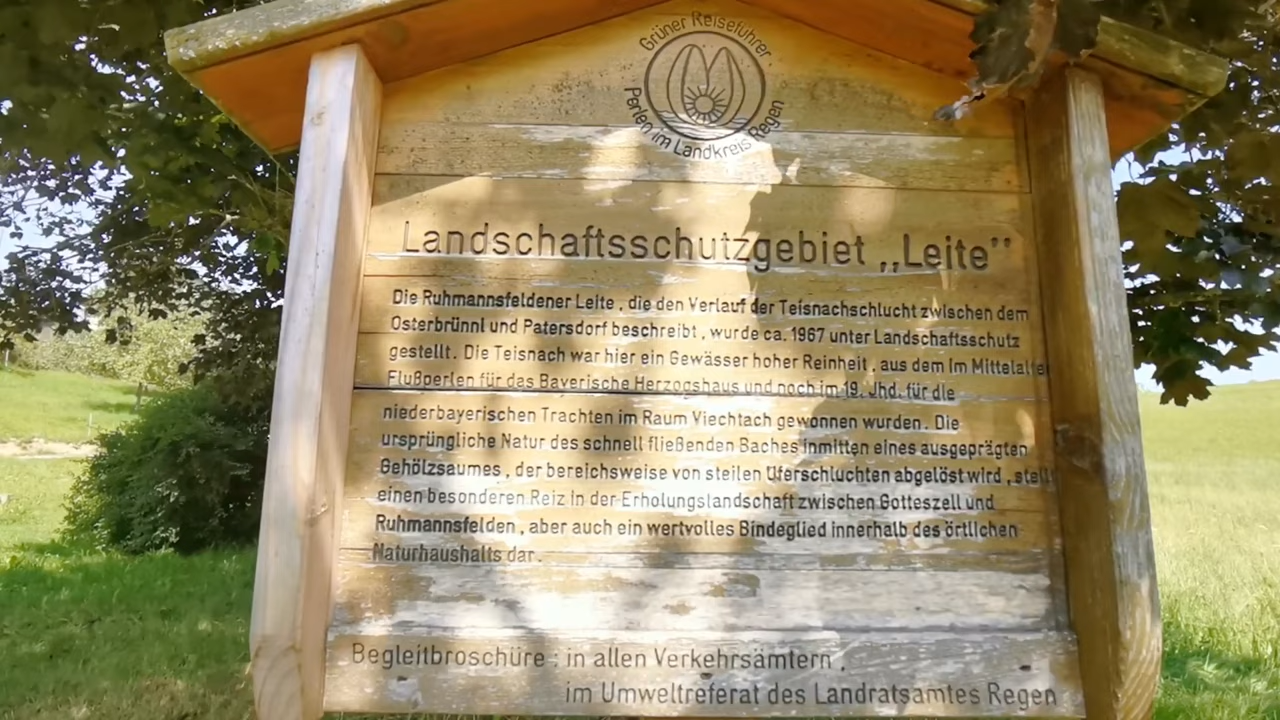 Grüner Reiseführer
Perlen im Landkreis Regen
Landschaftsschutzgebiet ,,Leite"
Die Ruhmannsfeldener Leite, die den Verlauf der Teisnachschlucht zwischen dem
Osterbrünnl und Patersdorf beschreibt, wurde ca. 1967 unter Landschaftsschutz
gestellt. Die Teisnach war hier ein Gewässer hoher Reinheit, aus dem im Mittelalter
Flußperlen für das Bayerische Herzogshaus und noch im 19. Jhd. für die
niederbayerischen Trachten im Raum Viechtach gewonnen wurden. Die
ursprüngliche Natur des schnell fließenden Baches inmitten eines ausgeprägten
Gehölzsaumes, der bereichsweise von steilen Uferschluchten abgelöst wird, stellt
einen besonderen Reiz in der Erholungslandschaft zwischen Gotteszell und
Ruhmannsfelden, aber auch ein wertvolles Bindeglied innerhalb des örtlichen
Naturhaushalts dar.
Begleitbroschüre: in allen Verkehrsämtern,
im Umweltreferat des Landratsamtes Regen